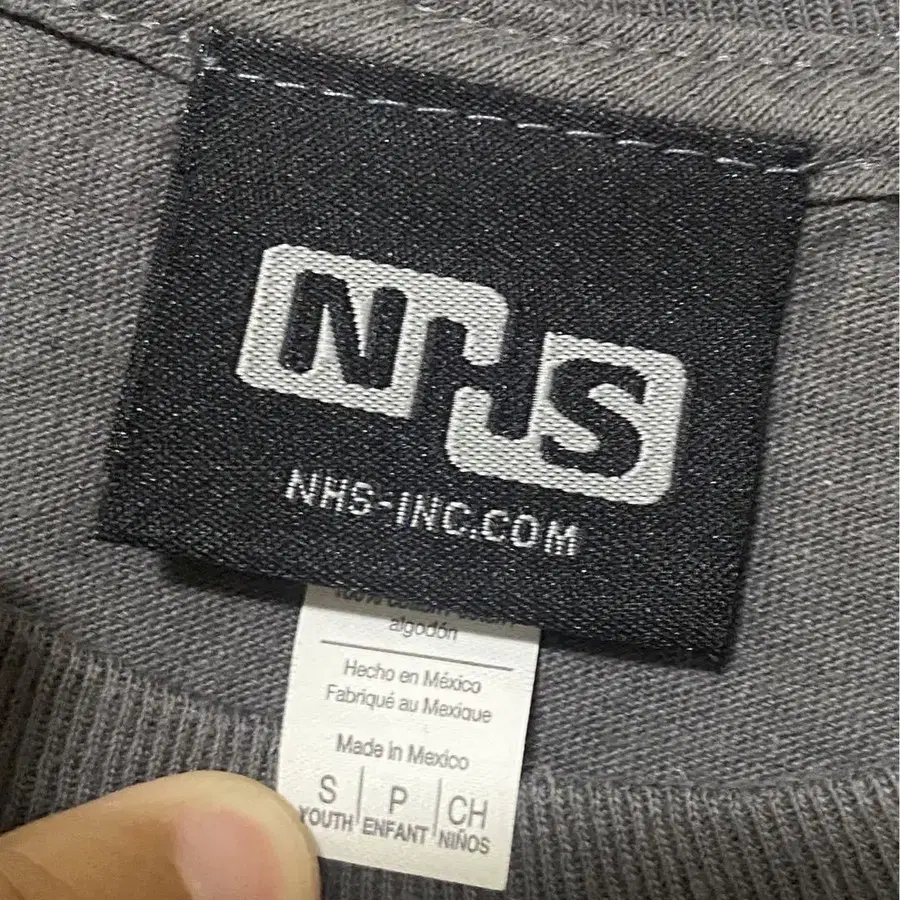 NHS
NHS-INC.COM
algodón
Hecho en México
Fabriqué au Mexique
Made in Mexico
S P CH
YOUTH ENFANT NIÑOS